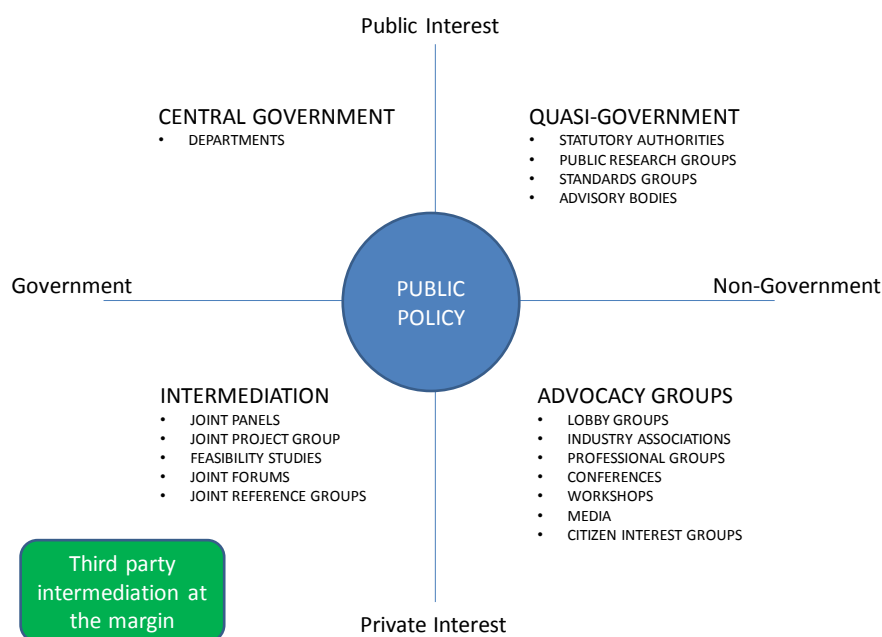 Public Interest
CENTRAL GOVERNMENT
• DEPARTMENTS
QUASI-GOVERNMENT
• STATUTORY AUTHORITIES
• PUBLIC RESEARCH GROUPS
• STANDARDS GROUPS
• ADVISORY BODIES
Government
PUBLIC
POLICY
Non-Government
INTERMEDIATION
• JOINT PANELS
• JOINT PROJECT GROUP
• FEASIBILITY STUDIES
• JOINT FORUMS
• JOINT REFERENCE GROUPS
ADVOCACY GROUPS
• LOBBY GROUPS
• INDUSTRY ASSOCIATIONS
• PROFESSIONAL GROUPS
• CONFERENCES
• WORKSHOPS
• MEDIA
• CITIZEN INTEREST GROUPS
Third party
intermediation at
the margin
Private Interest